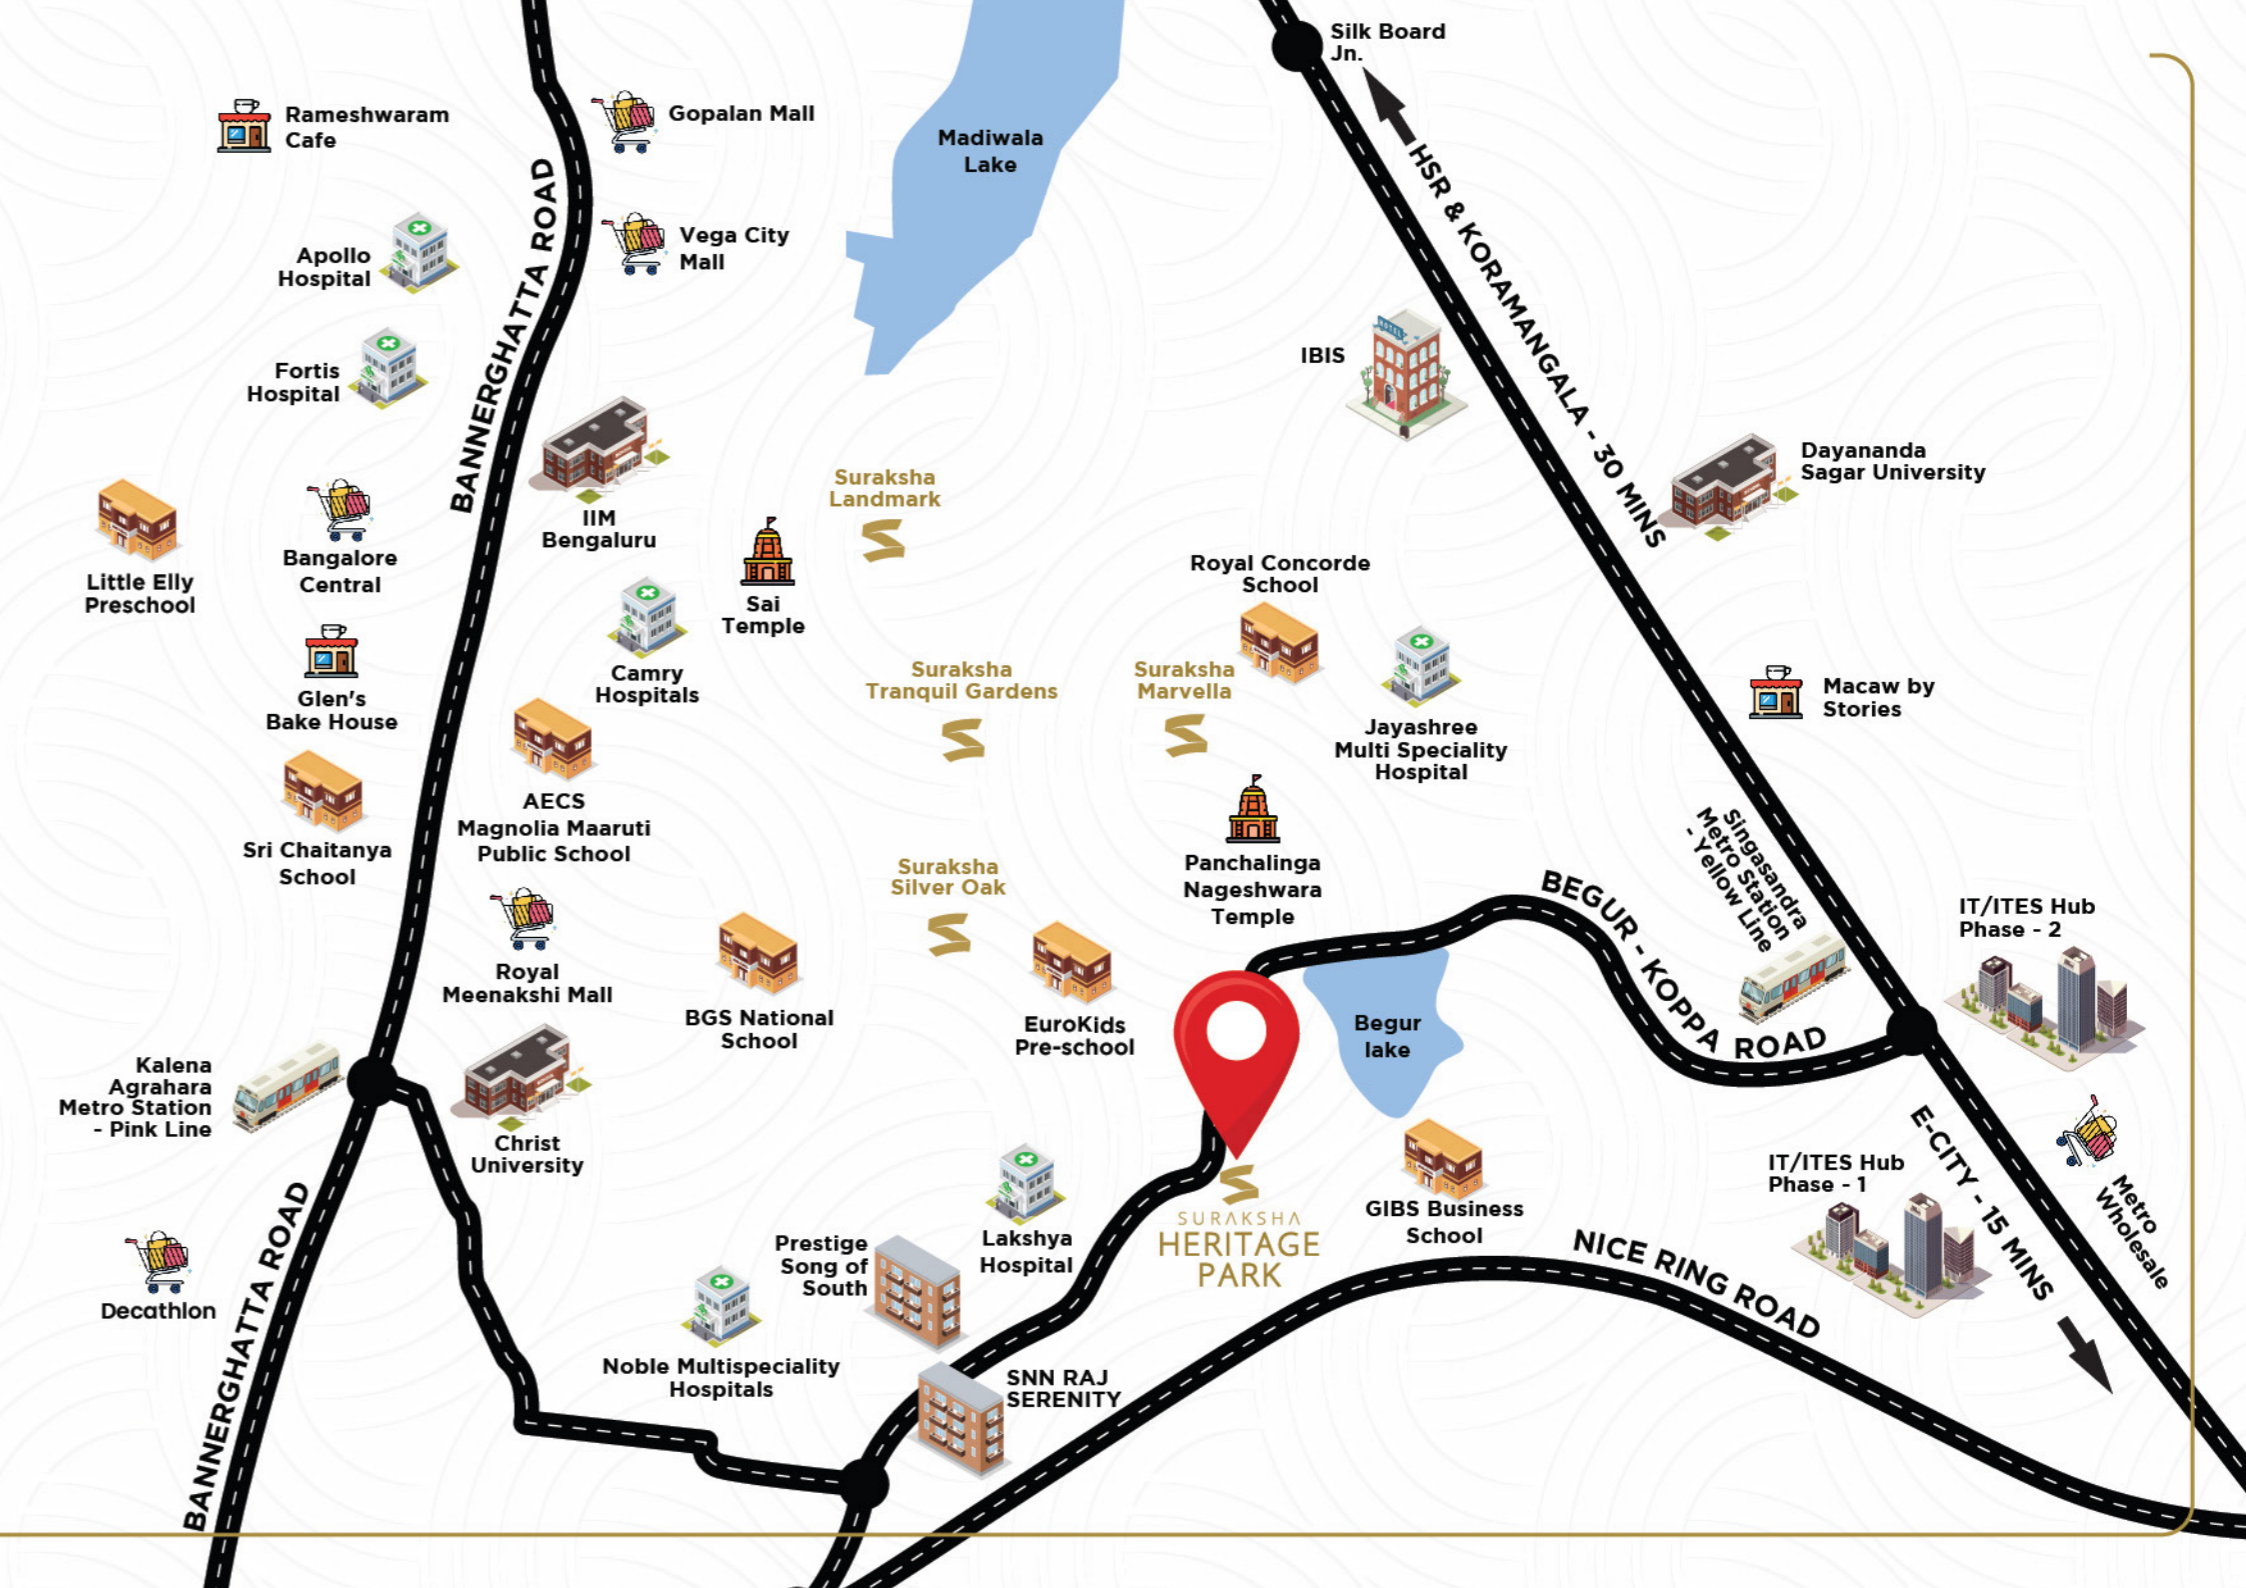 Silk Board
Jn.
Rameshwaram
Cafe
Gopalan Mall
Madiwala
Lake
HSR & KORAMANGALA - 30 MINS
BANNERGHATTA ROAD
Apollo
Hospital
Vega City
Mall
Fortis
Hospital
IBIS
HOTEL
Dayananda
Sagar University
Suraksha
Landmark
IIM
Bengaluru
Bangalore
Central
Little Elly
Preschool
Sai
Temple
Royal Concorde
School
Camry
Hospitals
Suraksha
Tranquil Gardens
Suraksha
Marvella
Glen's
Bake House
Jayashree
Multi Speciality
Hospital
Macaw by
Stories
AECS
Magnolia Maaruti
Public School
Sri Chaitanya
School
Singasandra
Metro Station
- Yellow Line
Suraksha
Silver Oak
Panchalinga
Nageshwara
Temple
BEGUR - KOPPA ROAD
IT/ITES Hub
Phase - 2
Royal
Meenakshi Mall
BGS National
School
EuroKids
Pre-school
Begur
lake
Kalena
Agrahara
Metro Station
- Pink Line
Christ
University
E-CITY - 15 MINS
IT/ITES Hub
Phase - 1
Metro
Wholesale
GIBS Business
School
SURAKSHA
HERITAGE
PARK
Lakshya
Hospital
Prestige
Song of
South
NICE RING ROAD
Decathlon
BANNERGHATTA ROAD
Noble Multispeciality
Hospitals
SNN RAJ
SERENITY